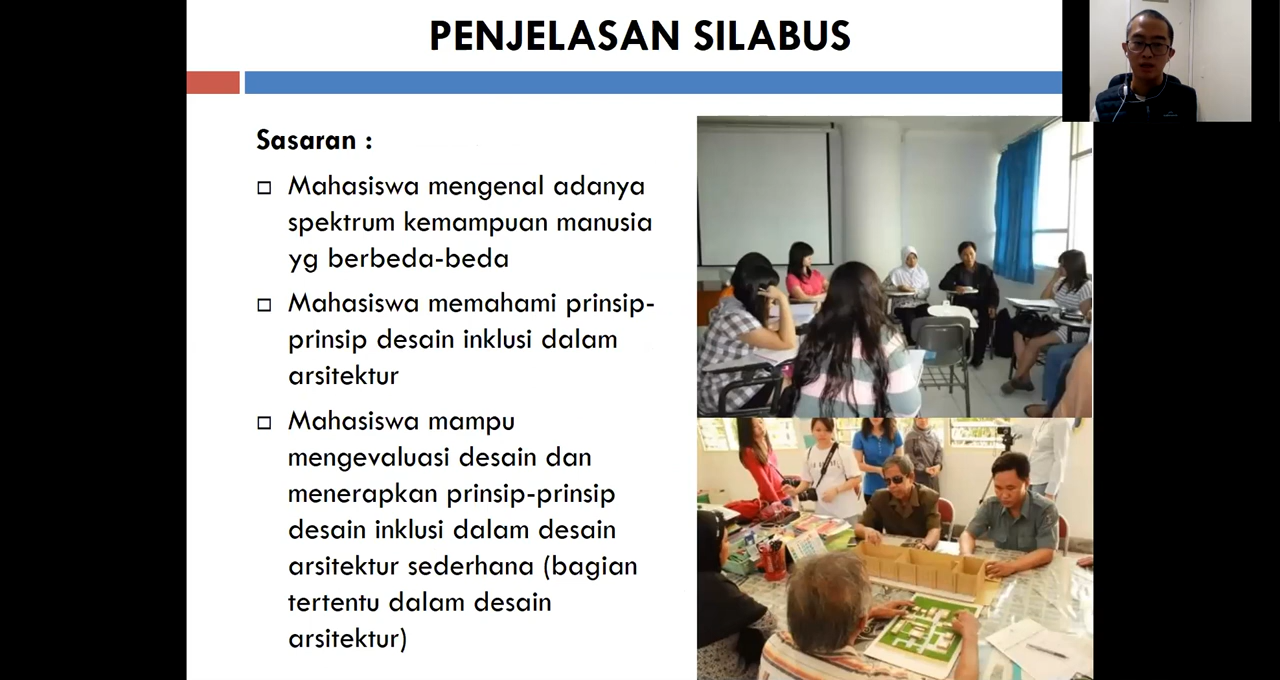 PENJELASAN SILABUS
Sasaran :
Mahasiswa mengenal adanya
spektrum kemampuan manusia
yg berbeda-beda
Mahasiswa memahami prinsip-
prinsip desain inklusi dalam
arsitektur
Mahasiswa mampu
mengevaluasi desain dan
menerapkan prinsip-prinsip
desain inklusi dalam desain
arsitektur sederhana (bagian
tertentu dalam desain
arsitektur)